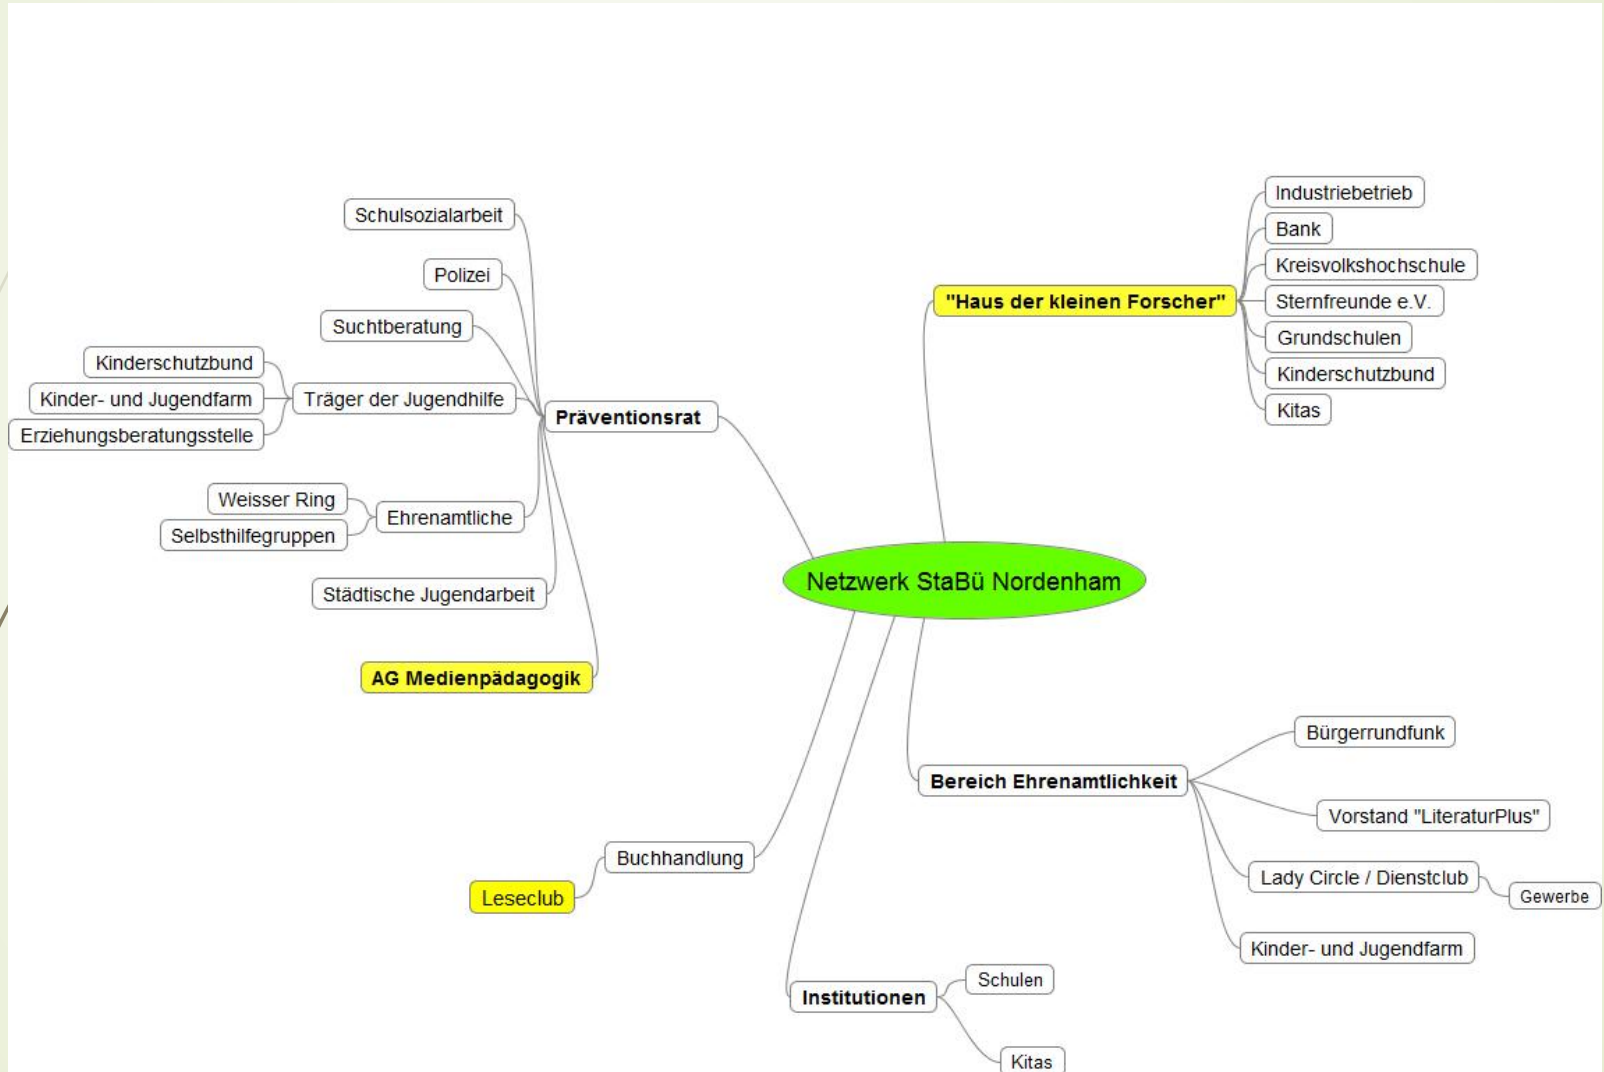 Netzwerk StaBü Nordenham
Präventionsrat
Schulsozialarbeit
Polizei
Suchtberatung
Träger der Jugendhilfe
Kinderschutzbund
Kinder- und Jugendfarm
Erziehungsberatungsstelle
Ehrenamtliche
Weisser Ring
Selbsthilfegruppen
Städtische Jugendarbeit
AG Medienpädagogik
"Haus der kleinen Forscher"
Industriebetrieb
Bank
Kreisvolkshochschule
Sternfreunde e.V.
Grundschulen
Kinderschutzbund
Kitas
Bereich Ehrenamtlichkeit
Bürgerrundfunk
Vorstand "LiteraturPlus"
Lady Circle / Dienstclub
Gewerbe
Kinder- und Jugendfarm
Buchhandlung
Leseclub
Institutionen
Schulen
Kitas